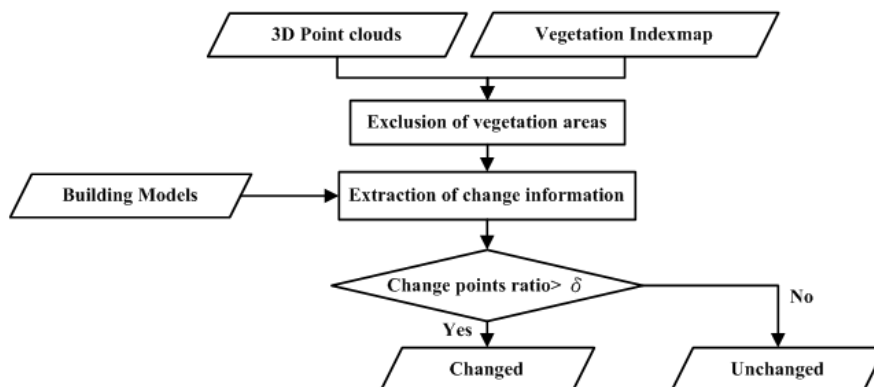 3D Point clouds
Vegetation Indexmap
Exclusion of vegetation areas
Building Models
Extraction of change information
Change points ratio> δ
No
Yes
Changed
Unchanged